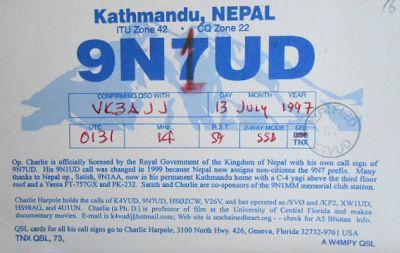 16
Kathmandu, NEPAL
ITU Zone 42 CQ Zone 22
9N1UD
CONFIRMING QSO WITH DAY MONTH YEAR
VK3AJJ 13 July 1997
UTC MHz R.S.T 2-WAY MODE QSL
0131 14 59 SSB TNX
VERIFIED BY K4VUD
Op. Charlie is officially licensed by the Royal Government of the Kingdom of Nepal with his own call signs of
9N7UD. His 9N1UD call was changed in 1999 because Nepal now assigns non-citizens the 9N7 prefix. Many
thanks to Nepal op., Satish, 9N1AA, now in his permanent Kathmandu home with a C-4 yagi above the third floor
roof and a Yaesu FT-757GX and PK-232. Satish and Charlie are co-sponsors of the 9N1MM memorial club station.
Charlie Harpole holds the calls of K4VUD, 9N7UD, HS0ZCW, V26V, and has operated as /SVØ and /KP2, XW1UD,
HS98AG, and 4U1UN. Charlie (a Ph. D.) is professor of film at the University of Central Florida and makes
documentary movies. E-mail is k4vud@hotmail.com; Web site is unchainedheart.org - - check for A5 Bhutan info.
QSL cards for all his call signs go to Charlie Harpole, 3100 North Hwy. 426, Geneva, Florida 32732-9761 USA
TNX QSL, 73, A W4MPY QSL